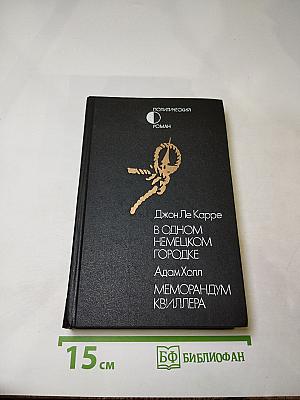 ПОЛИТИЧЕСКИЙ
РОМАН
Джон Ле Карре
В ОДНОМ
НЕМЕЦКОМ
ГОРОДКЕ
Адам Холл
МЕМОРАНДУМ
КВИЛЛЕРА
15 см
БФ БИБЛИОФАН